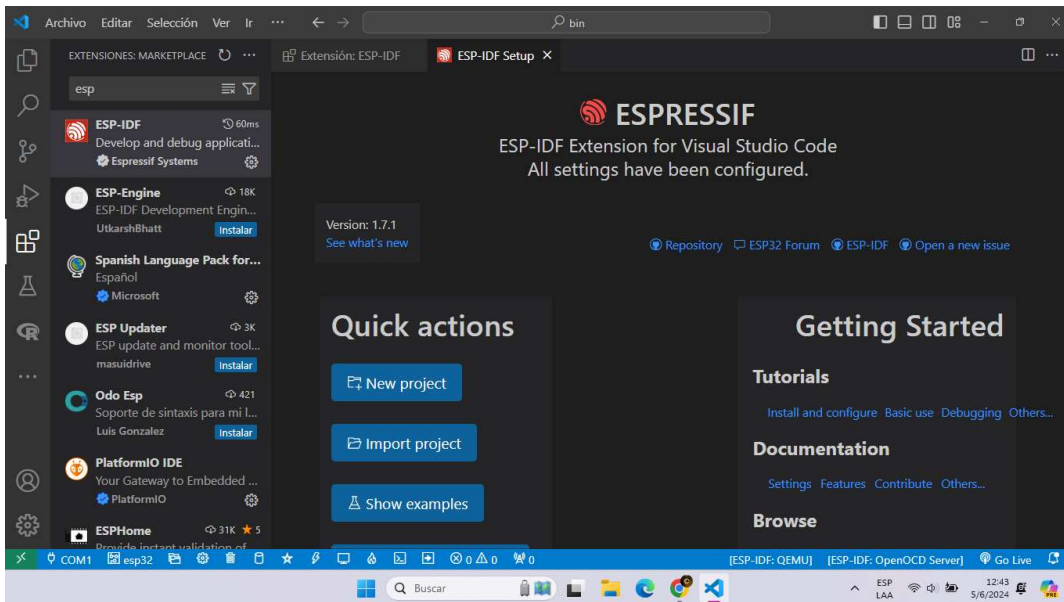 Archivo Editar Selección Ver Ir ··· bin
EXTENSIONES: MARKETPLACE ···
Extensión: ESP-IDF
ESP-IDF Setup
esp
ESP-IDF 60ms
Develop and debug applicati...
Espressif Systems
ESP-Engine 18K
ESP-IDF Development Engin...
UtkarshBhatt Instalar
Spanish Language Pack for...
Español
Microsoft
ESP Updater 3K
ESP update and monitor tool...
masuidrive Instalar
Odo Esp 421
Soporte de sintaxis para mi l...
Luis Gonzalez Instalar
PlatformIO IDE
Your Gateway to Embedded ...
PlatformIO
ESPHome 31K ★ 5
Provide instant validation of
ESPRESSIF
ESP-IDF Extension for Visual Studio Code
All settings have been configured.
Version: 1.7.1
See what's new
Repository ESP32 Forum ESP-IDF Open a new issue
Quick actions
New project
Import project
Show examples
Getting Started
Tutorials
Install and configure Basic use Debugging Others...
Documentation
Settings Features Contribute Others...
Browse
COM1 esp32 0 0 0 [ESP-IDF: QEMU] [ESP-IDF: OpenOCD Server] Go Live
Buscar
ESP
LAA
12:43
5/6/2024
PRE